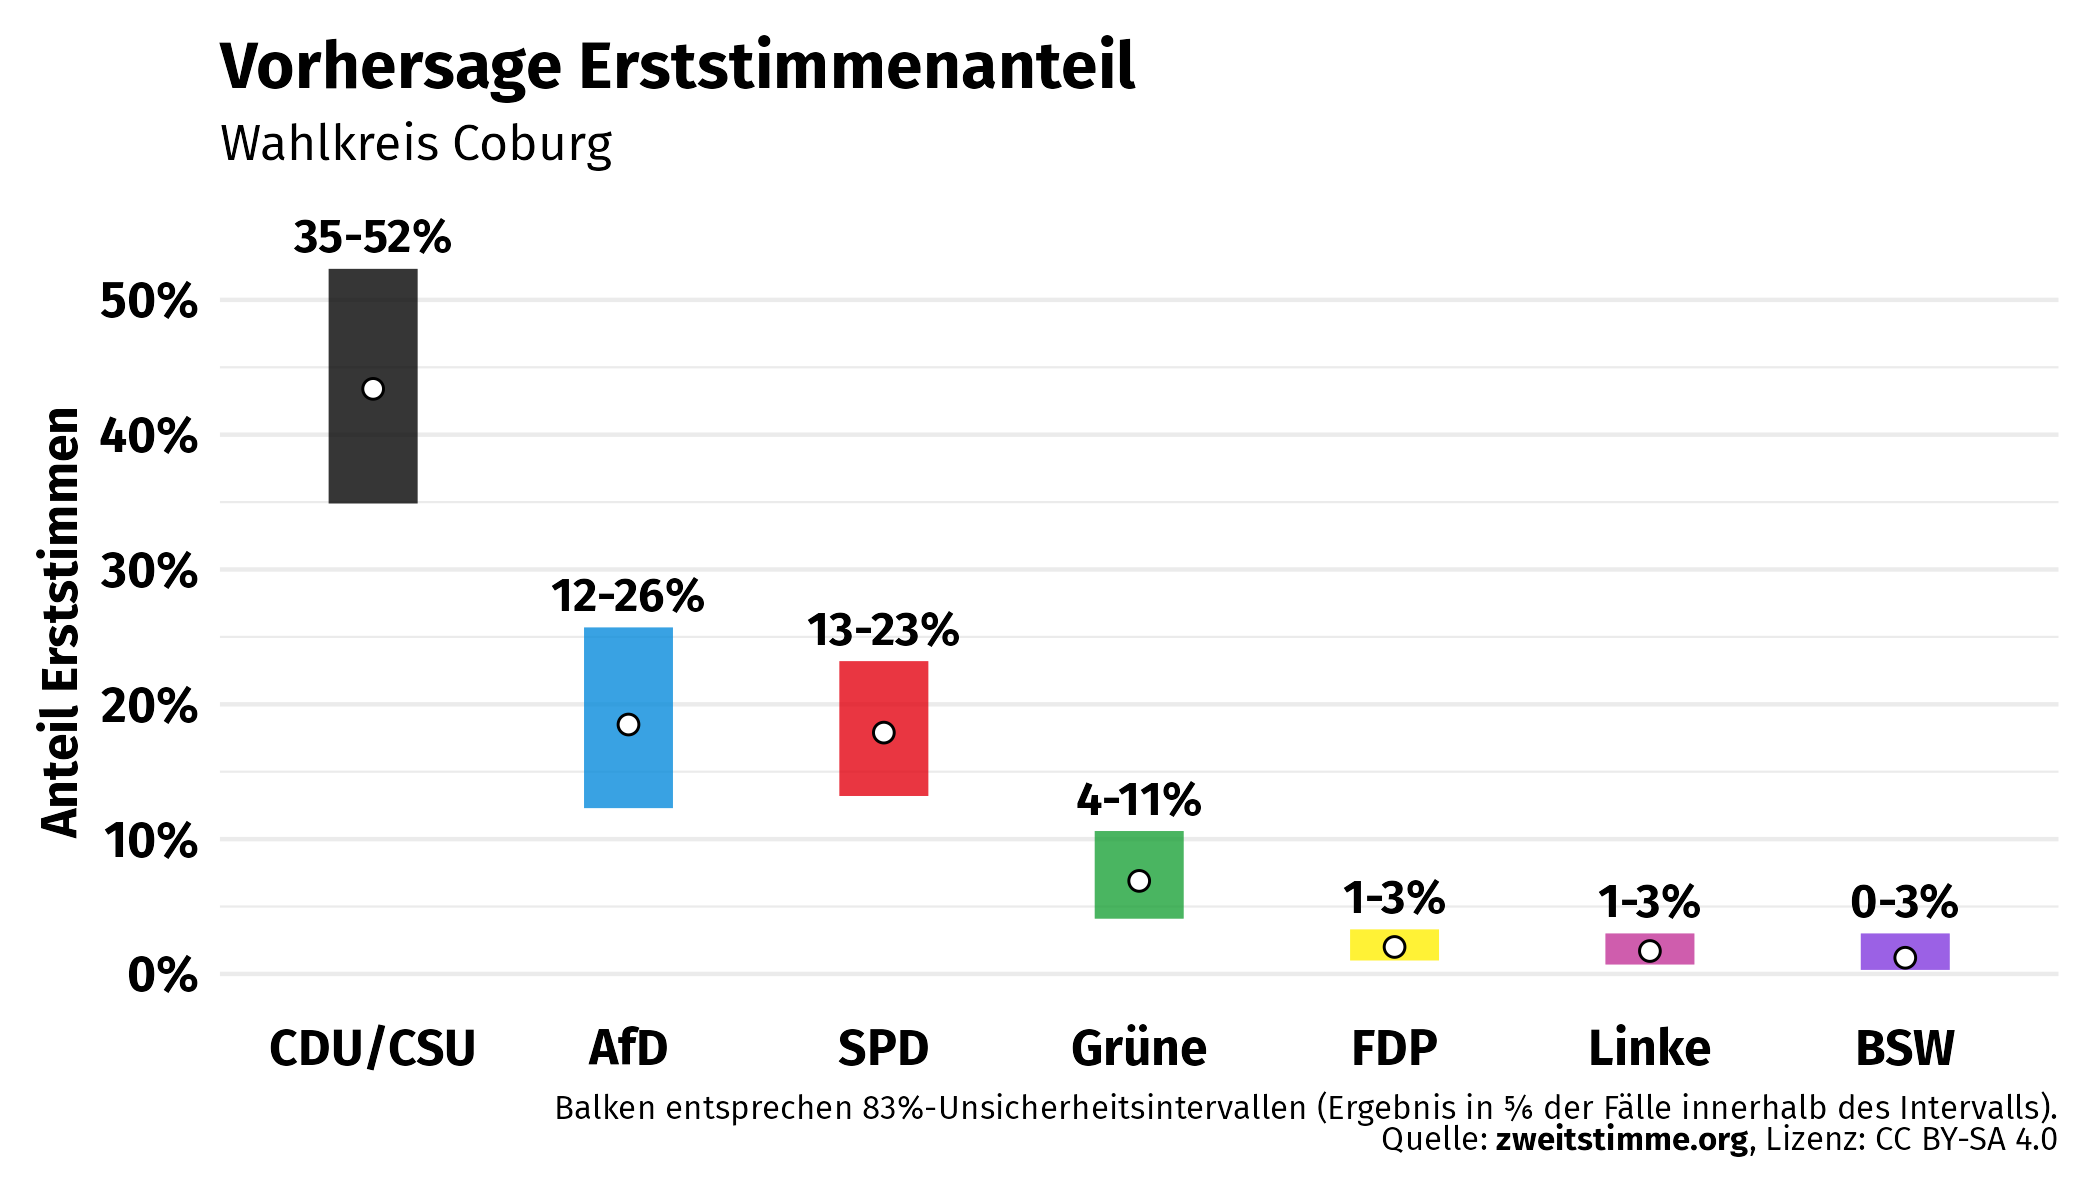 Vorhersage Erststimmenanteil
Wahlkreis Coburg
Anteil Erststimmen
50%
40%
30%
20%
10%
0%
35-52%
12-26%
13-23%
4-11%
1-3%
1-3%
0-3%
CDU/CSU
AfD
SPD
Grüne
FDP
Linke
BSW
Balken entsprechen 83%-Unsicherheitsintervallen (Ergebnis in ⅚ der Fälle innerhalb des Intervalls).
Quelle: zweitstimme.org, Lizenz: CC BY-SA 4.0